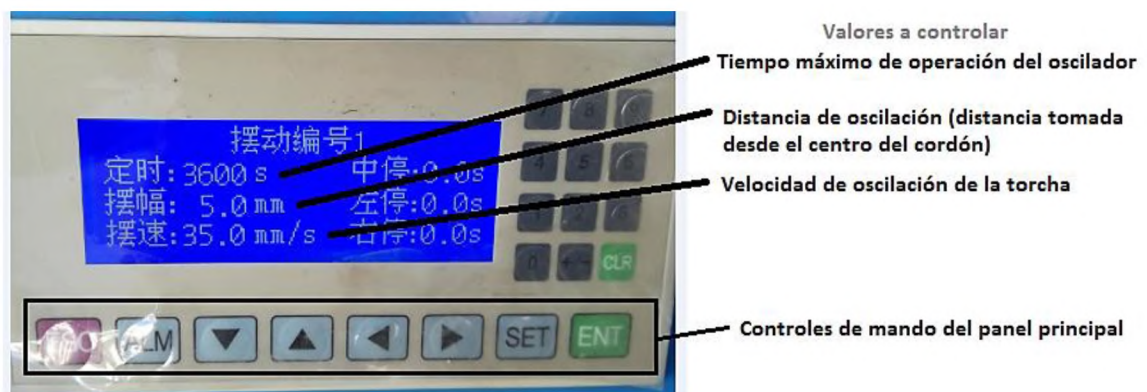 Valores a controlar
Tiempo máximo de operación del oscilador
Distancia de oscilación (distancia tomada
desde el centro del cordón)
Velocidad de oscilación de la torcha
Controles de mando del panel principal
摆动编号1
定时:3600 s 中停:0.0s
摆幅: 5.0 mm 左停:0.0s
摆速:35.0 mm/s 右停:0.0s
7 8 9
4 5 6
1 2 3
0 CLR
ALM SET ENT